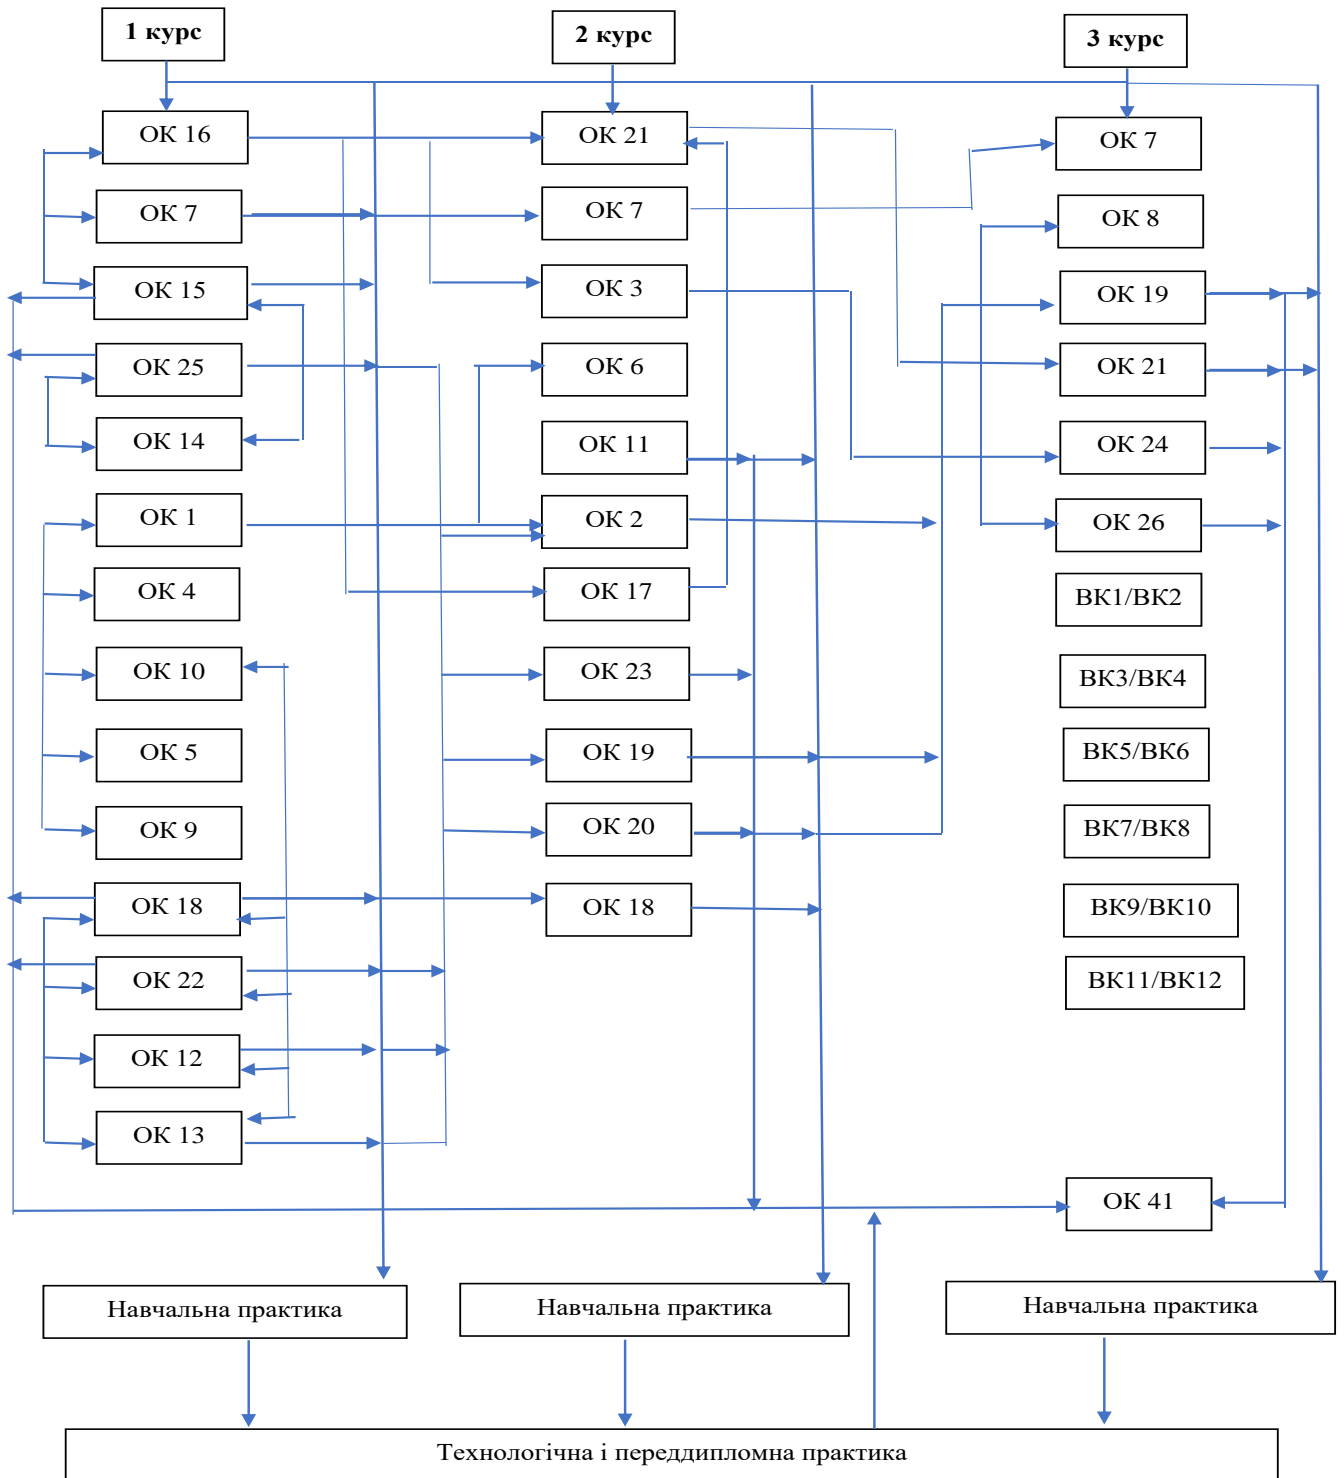 1 курс
2 курс
3 курс
ОК 16
ОК 7
ОК 15
ОК 25
ОК 14
ОК 1
ОК 4
ОК 10
ОК 5
ОК 9
ОК 18
ОК 22
ОК 12
ОК 13
ОК 21
ОК 7
ОК 3
ОК 6
ОК 11
ОК 2
ОК 17
ОК 23
ОК 19
ОК 20
ОК 18
ОК 7
ОК 8
ОК 19
ОК 21
ОК 24
ОК 26
ВК1/ВК2
ВК3/ВК4
ВК5/ВК6
ВК7/ВК8
ВК9/ВК10
ВК11/ВК12
ОК 41
Навчальна практика
Навчальна практика
Навчальна практика
Технологічна і переддипломна практика